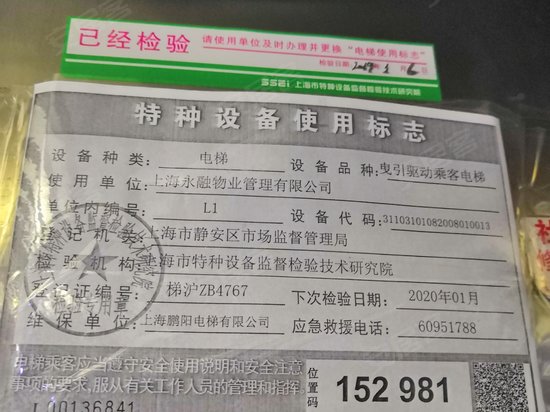 已经检验
请使用单位及时办理并更换“电梯使用标志”
检验日期: 年 月 6日
SSEi 上海市特种设备监督检验技术研究院
特种设备使用标志
设备种类: 电梯 设备品种: 曳引驱动乘客电梯
使用单位: 上海永融物业管理有限公司
单位内编号: L1 设备代码: 31103101082008010013
登记机关: 上海市静安区市场监督管理局
检验机构: 上海市特种设备监督检验技术研究院
登记证编号: 梯沪ZB4767 下次检验日期: 2020年01月
维保单位: 上海鹏阳电梯有限公司 应急救援电话: 60951788
电梯乘客应当遵守安全使用说明和安全注意
事项的要求,服从有关工作人员的管理和指挥。
位置码 152 981
L00136841